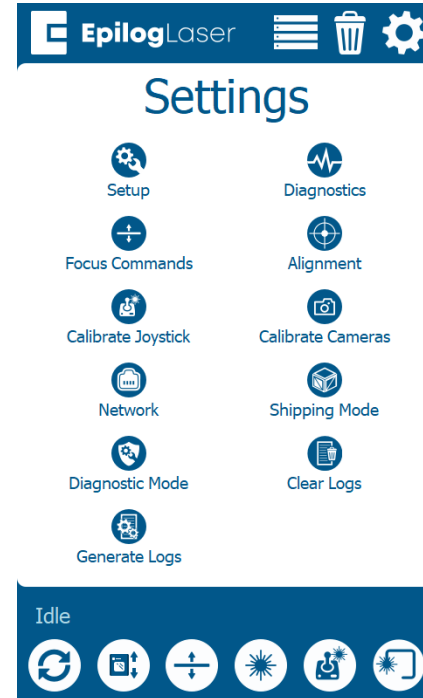 EpilogLaser
Settings
Setup
Diagnostics
Focus Commands
Alignment
Calibrate Joystick
Calibrate Cameras
Network
Shipping Mode
Diagnostic Mode
Clear Logs
Generate Logs
Idle